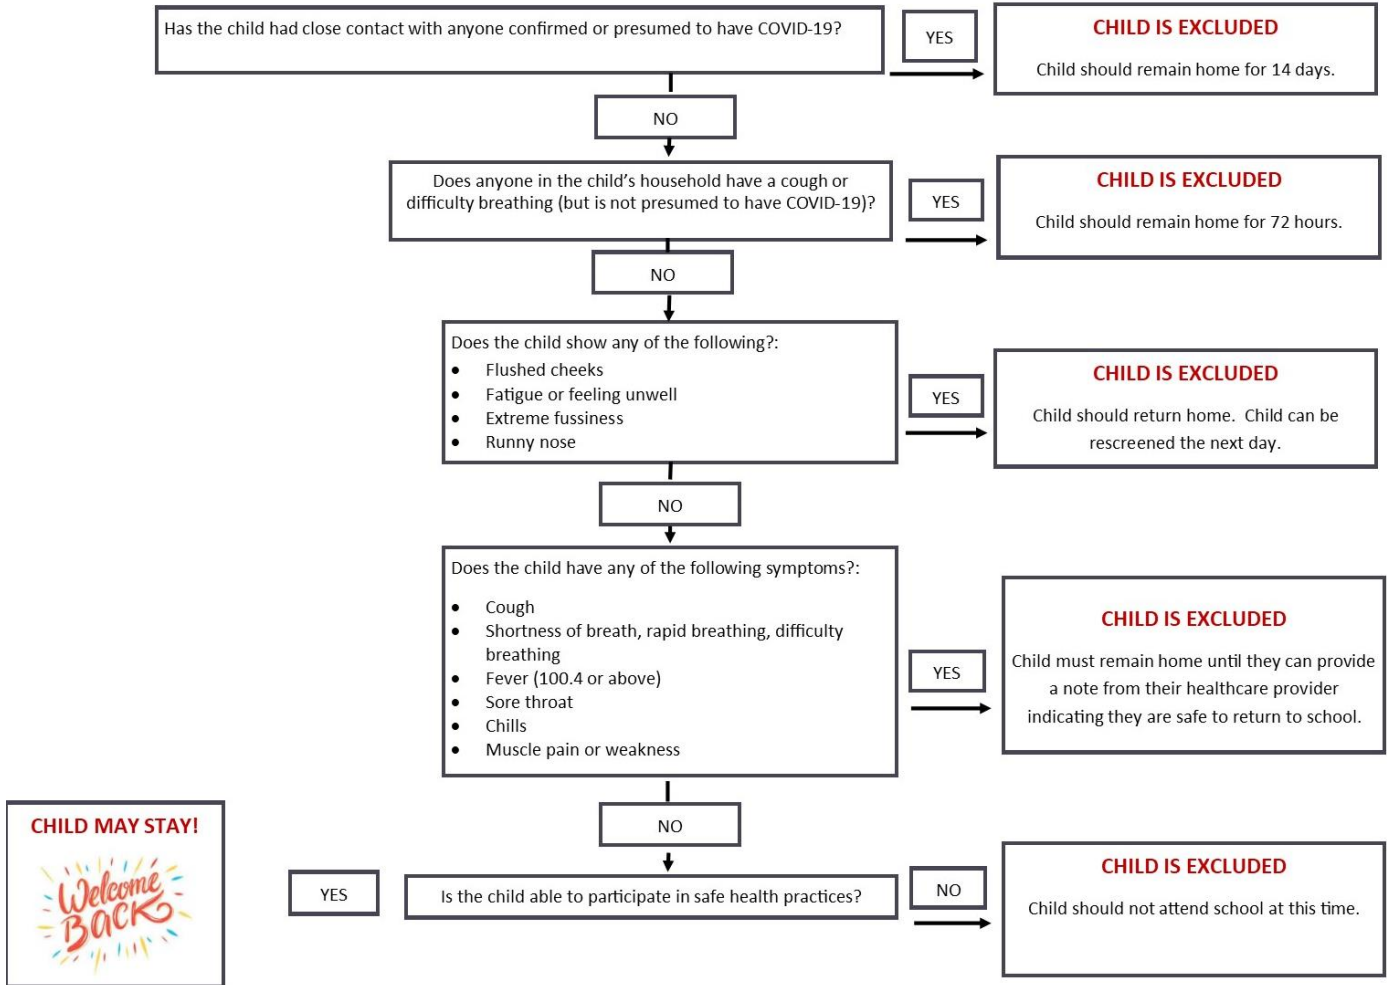 Has the child had close contact with anyone confirmed or presumed to have COVID-19?
YES
CHILD IS EXCLUDED
Child should remain home for 14 days.
NO
Does anyone in the child’s household have a cough or
difficulty breathing (but is not presumed to have COVID-19)?
YES
CHILD IS EXCLUDED
Child should remain home for 72 hours.
NO
Does the child show any of the following?:
• Flushed cheeks
• Fatigue or feeling unwell
• Extreme fussiness
• Runny nose
YES
CHILD IS EXCLUDED
Child should return home.  Child can be
rescreened the next day.
NO
Does the child have any of the following symptoms?:
• Cough
• Shortness of breath, rapid breathing, difficulty
breathing
• Fever (100.4 or above)
• Sore throat
• Chills
• Muscle pain or weakness
YES
CHILD IS EXCLUDED
Child must remain home until they can provide
a note from their healthcare provider
indicating they are safe to return to school.
NO
Is the child able to participate in safe health practices?
NO
CHILD IS EXCLUDED
Child should not attend school at this time.
YES
CHILD MAY STAY!
Welcome
BACK